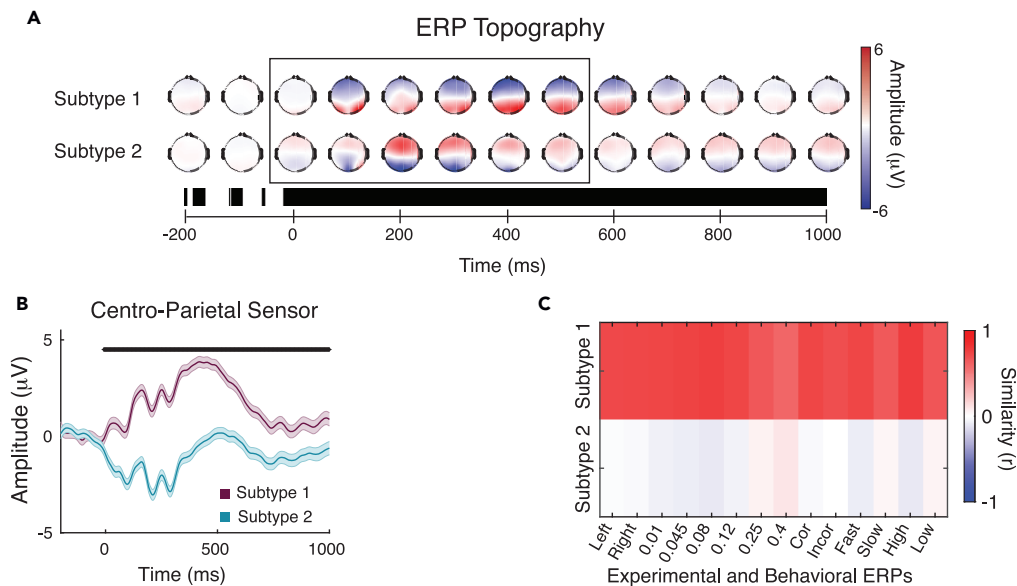 A
ERP Topography
Subtype 1
Subtype 2
6
Amplitude (μV)
-6
-200
0
200
400
600
800
1000
Time (ms)
B
Centro-Parietal Sensor
5
0
-5
Amplitude (μV)
Subtype 1
Subtype 2
0
500
1000
Time (ms)
C
Subtype 1
Subtype 2
1
0
-1
Similarity (r)
Left
Right
0.01
0.045
0.08
0.12
0.25
0.4
Cor
Incor
Fast
Slow
High
Low
Experimental and Behavioral ERPs